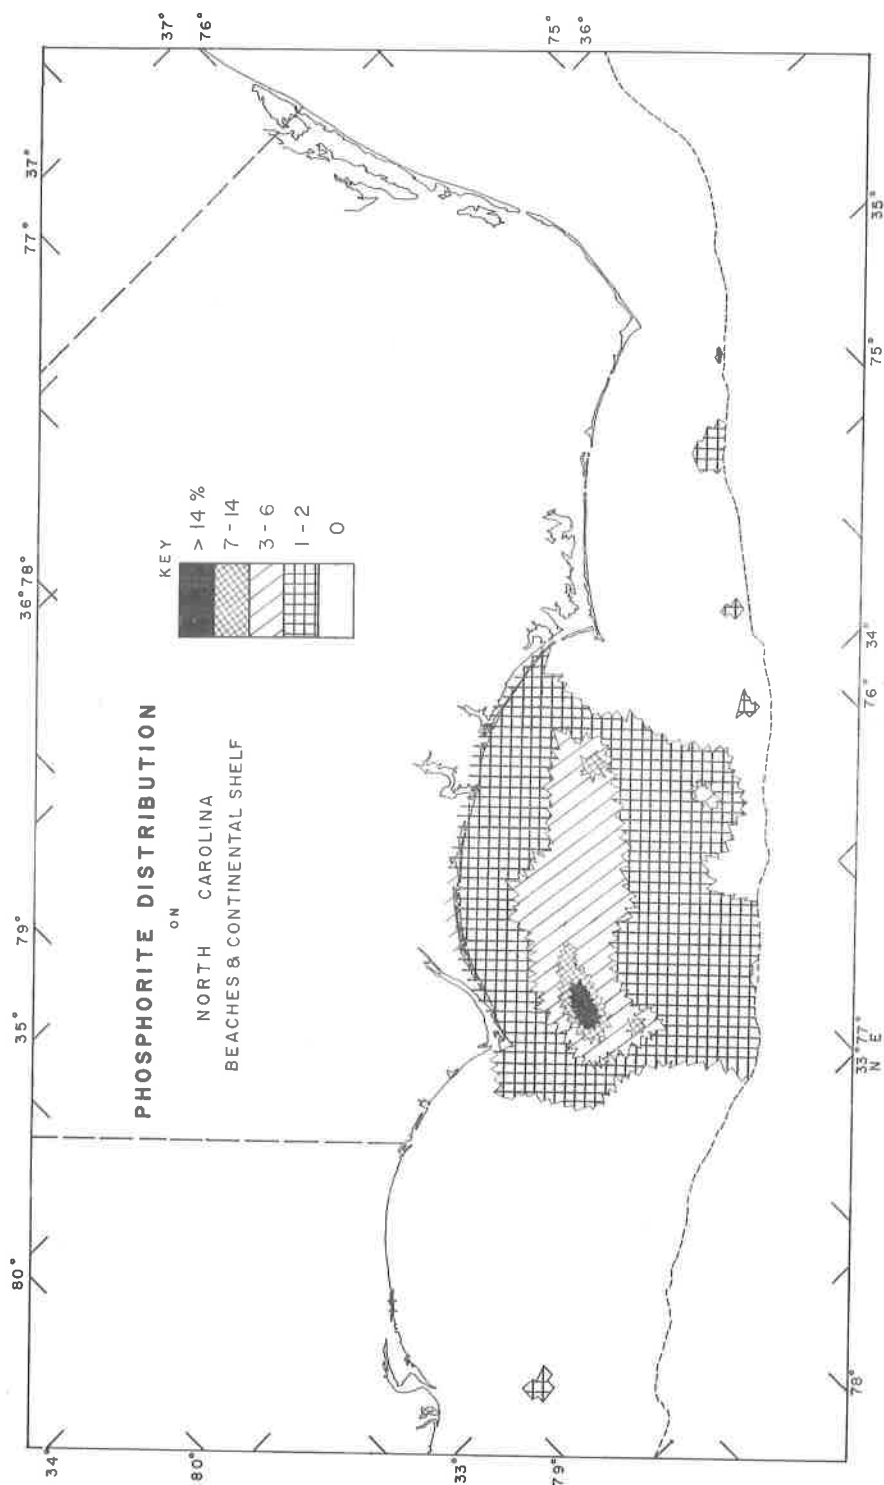 PHOSPHORITE DISTRIBUTION
ON
NORTH CAROLINA
BEACHES & CONTINENTAL SHELF
KEY
> 14 %
7 - 14
3 - 6
1 - 2
0
80°
35°
79°
36° 78°
77°
37°
37°
76°
75°
36°
35°
75°
34°
76°
33° 77°
N E
78°
79°
33°
80°
34°